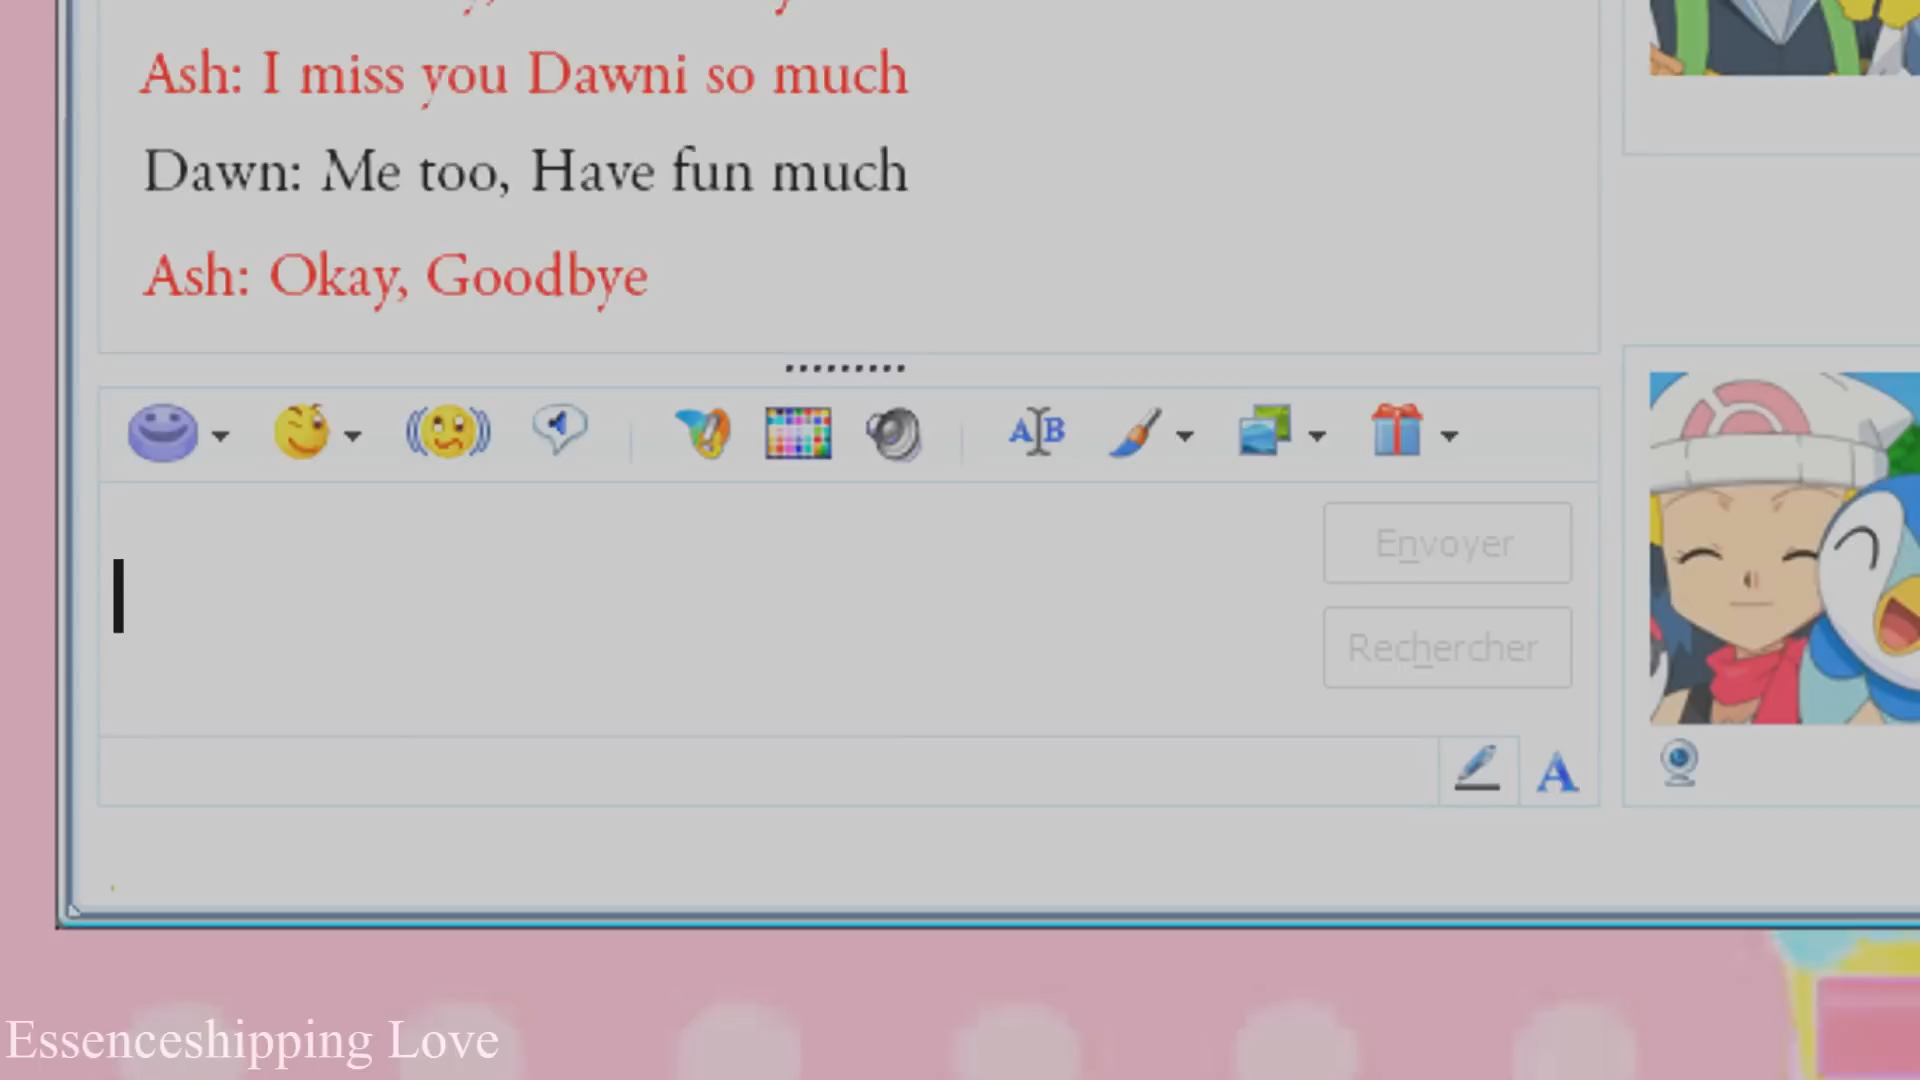 Ash: I miss you Dawni so much
Dawn: Me too, Have fun much
Ash: Okay, Goodbye
A B
Envoyer
Rechercher
A
Essenceshipping Love